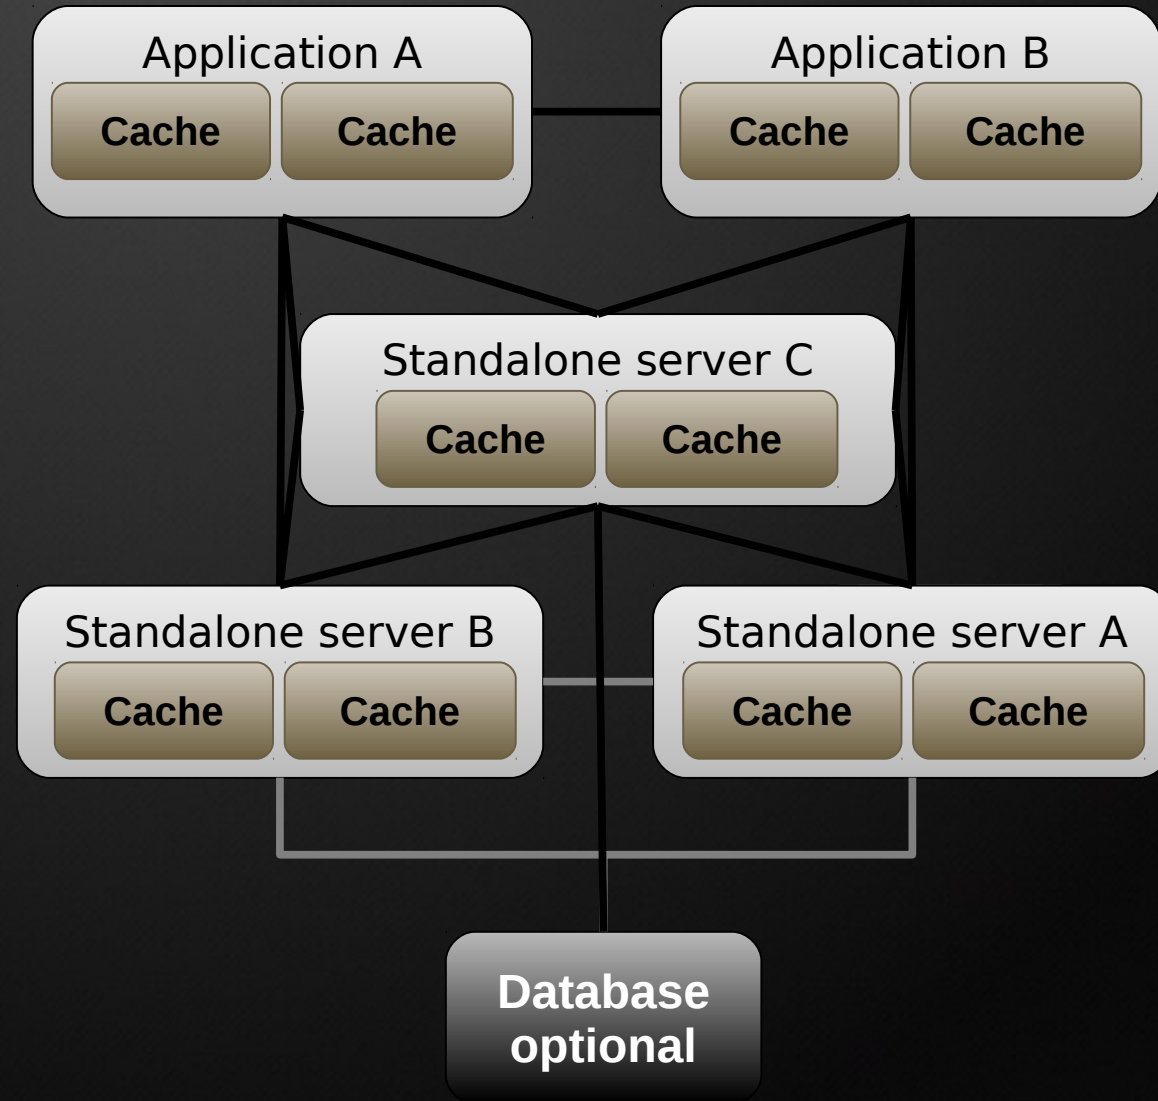 Application A
Cache Cache
Application B
Cache Cache
Standalone server C
Cache Cache
Standalone server B
Cache Cache
Standalone server A
Cache Cache
Database
optional